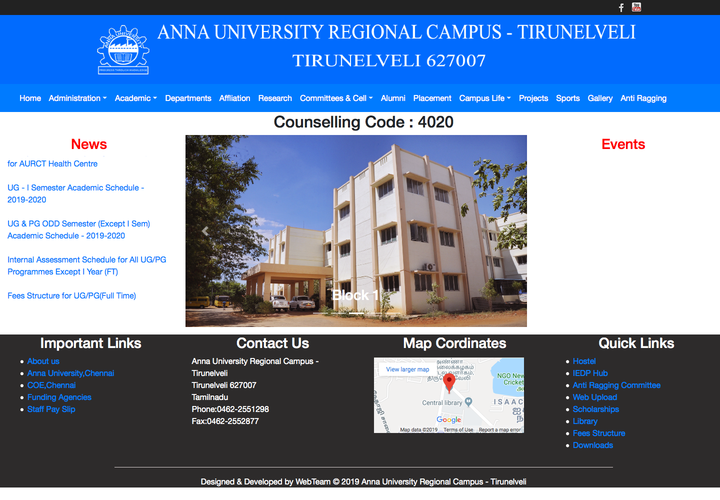 ANNA UNIVERSITY REGIONAL CAMPUS - TIRUNELVELI
TIRUNELVELI 627007
Home Administration Academic Departments Affliation Research Committees & Cell Alumni Placement Campus Life Projects Sports Gallery Anti Ragging
Counselling Code : 4020
News
for AURCT Health Centre
UG - I Semester Academic Schedule -
2019-2020
UG & PG ODD Semester (Except I Sem)
Academic Schedule - 2019-2020
Internal Assessment Schedule for All UG/PG
Programmes Except I Year (FT)
Fees Structure for UG/PG(Full Time)
Block 1
Events
Important Links
About us
Anna University,Chennai
COE,Chennai
Funding Agencies
Staff Pay Slip
Contact Us
Anna University Regional Campus -
Tirunelveli
Tirunelveli 627007
Tamilnadu
Phone:0462-2551298
Fax:0462-2552877
Map Cordinates
View larger map
NGO New
Cricket
Central library
ISAAC
Google
Map data ©2019 Terms of Use Report a map error
Quick Links
Hostel
IEDP Hub
Anti Ragging Committee
Web Upload
Scholarships
Library
Fees Structure
Downloads
Designed & Developed by WebTeam © 2019 Anna University Regional Campus - Tirunelveli